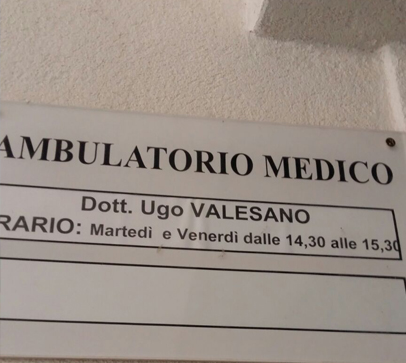 AMBULATORIO MEDICO
Dott. Ugo VALESANO
RARIO: Martedì e Venerdì dalle 14,30 alle 15,30